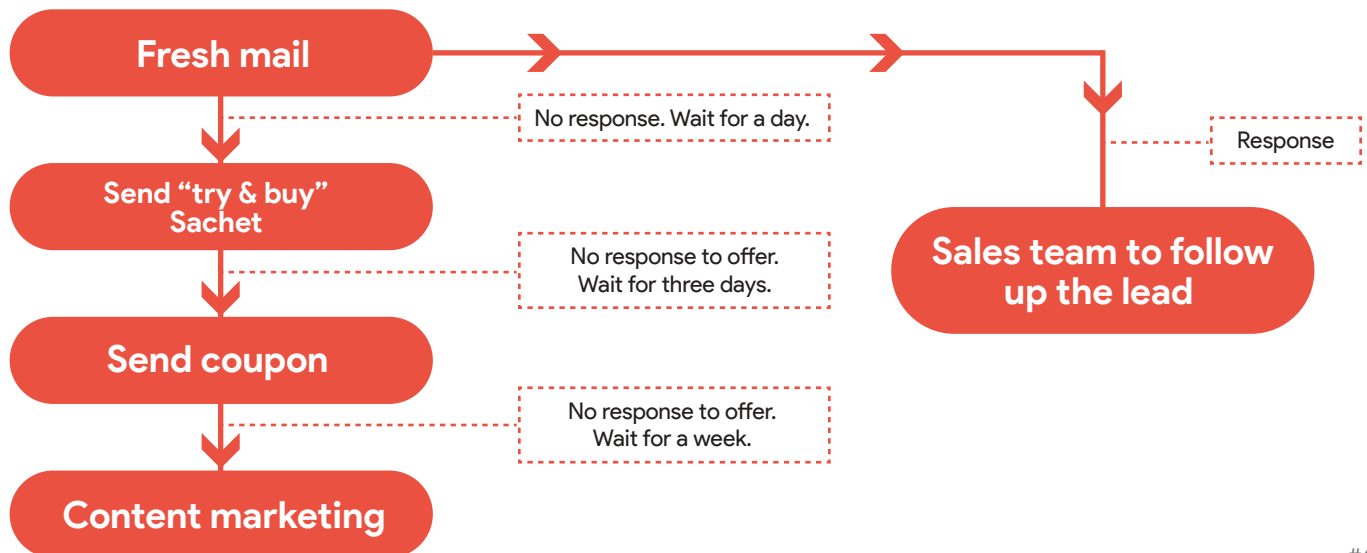 Fresh mail
No response. Wait for a day.
Response
Send “try & buy”
Sachet
No response to offer.
Wait for three days.
Sales team to follow
up the lead
Send coupon
No response to offer.
Wait for a week.
Content marketing